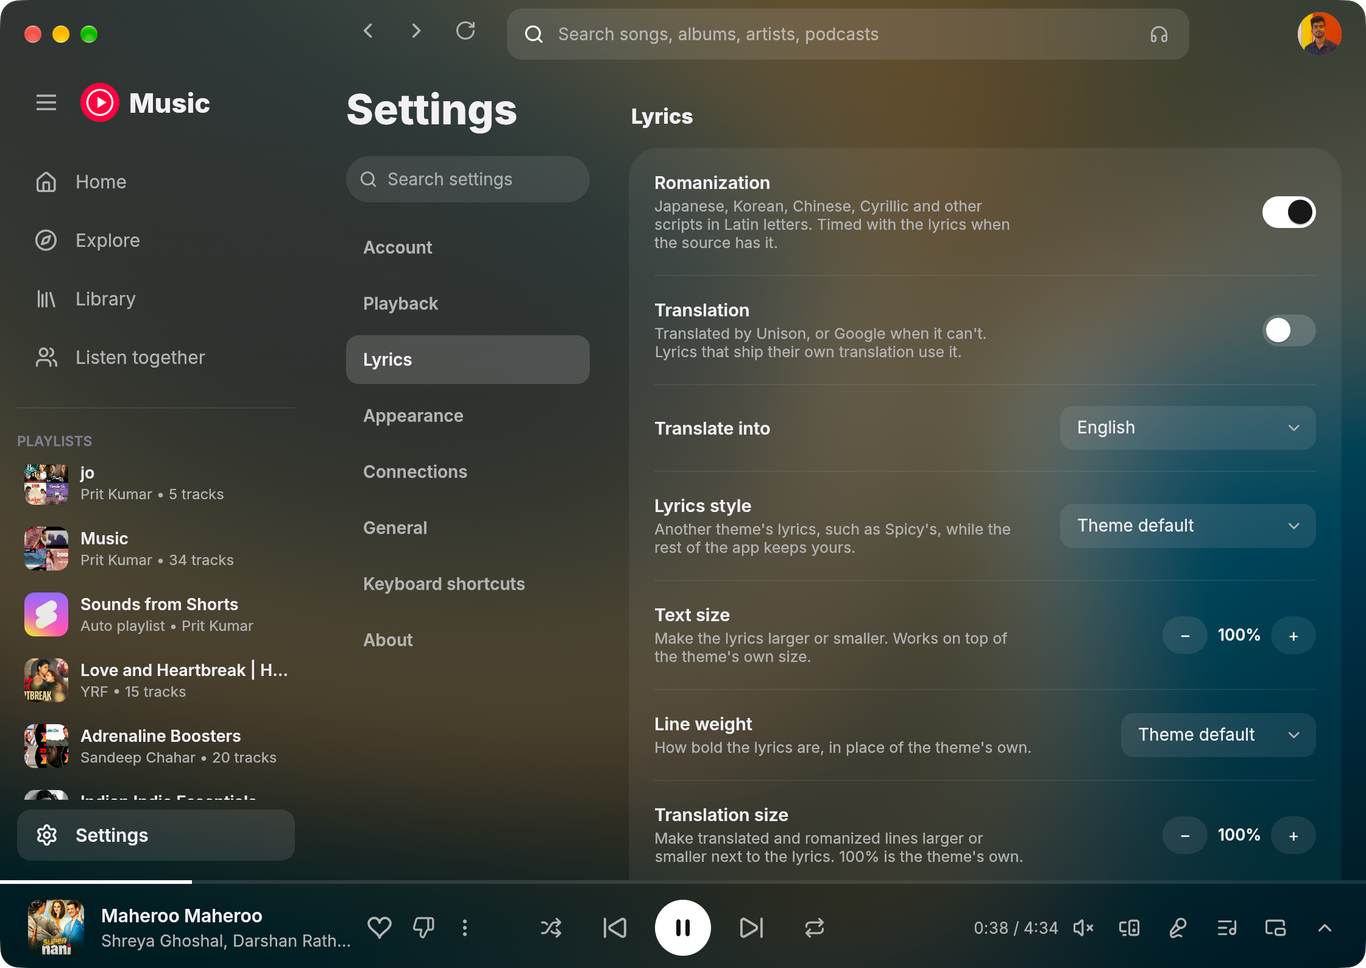 Search songs, albums, artists, podcasts
Music
Home
Explore
Library
Listen together
PLAYLISTS
jo
Prit Kumar • 5 tracks
Music
Prit Kumar • 34 tracks
Sounds from Shorts
Auto playlist • Prit Kumar
Love and Heartbreak | H...
YRF • 15 tracks
Adrenaline Boosters
Sandeep Chahar • 20 tracks
Indian Indie Essentials
Settings
Settings
Search settings
Account
Playback
Lyrics
Appearance
Connections
General
Keyboard shortcuts
About
Lyrics
Romanization
Japanese, Korean, Chinese, Cyrillic and other
scripts in Latin letters. Timed with the lyrics when
the source has it.
Translation
Translated by Unison, or Google when it can't.
Lyrics that ship their own translation use it.
Translate into
English
Lyrics style
Another theme's lyrics, such as Spicy's, while the
rest of the app keeps yours.
Theme default
Text size
Make the lyrics larger or smaller. Works on top of
the theme's own size.
− 100% +
Line weight
How bold the lyrics are, in place of the theme's own.
Theme default
Translation size
Make translated and romanized lines larger or
smaller next to the lyrics. 100% is the theme's own.
− 100% +
SUPER
nani
Maheroo Maheroo
Shreya Ghoshal, Darshan Rath...
0:38 / 4:34